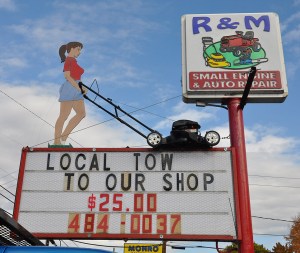 R & M
SMALL ENGINE
& AUTO REPAIR
LOCAL TOW
TO OUR SHOP
$25.00
484-0037
MONRO